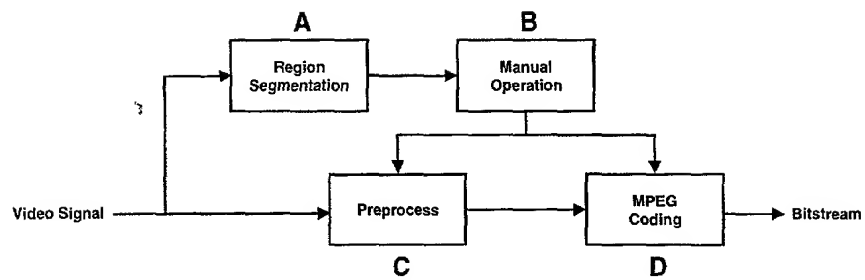 A
B
Region
Segmentation
Manual
Operation
Video Signal
Preprocess
MPEG
Coding
Bitstream
C
D